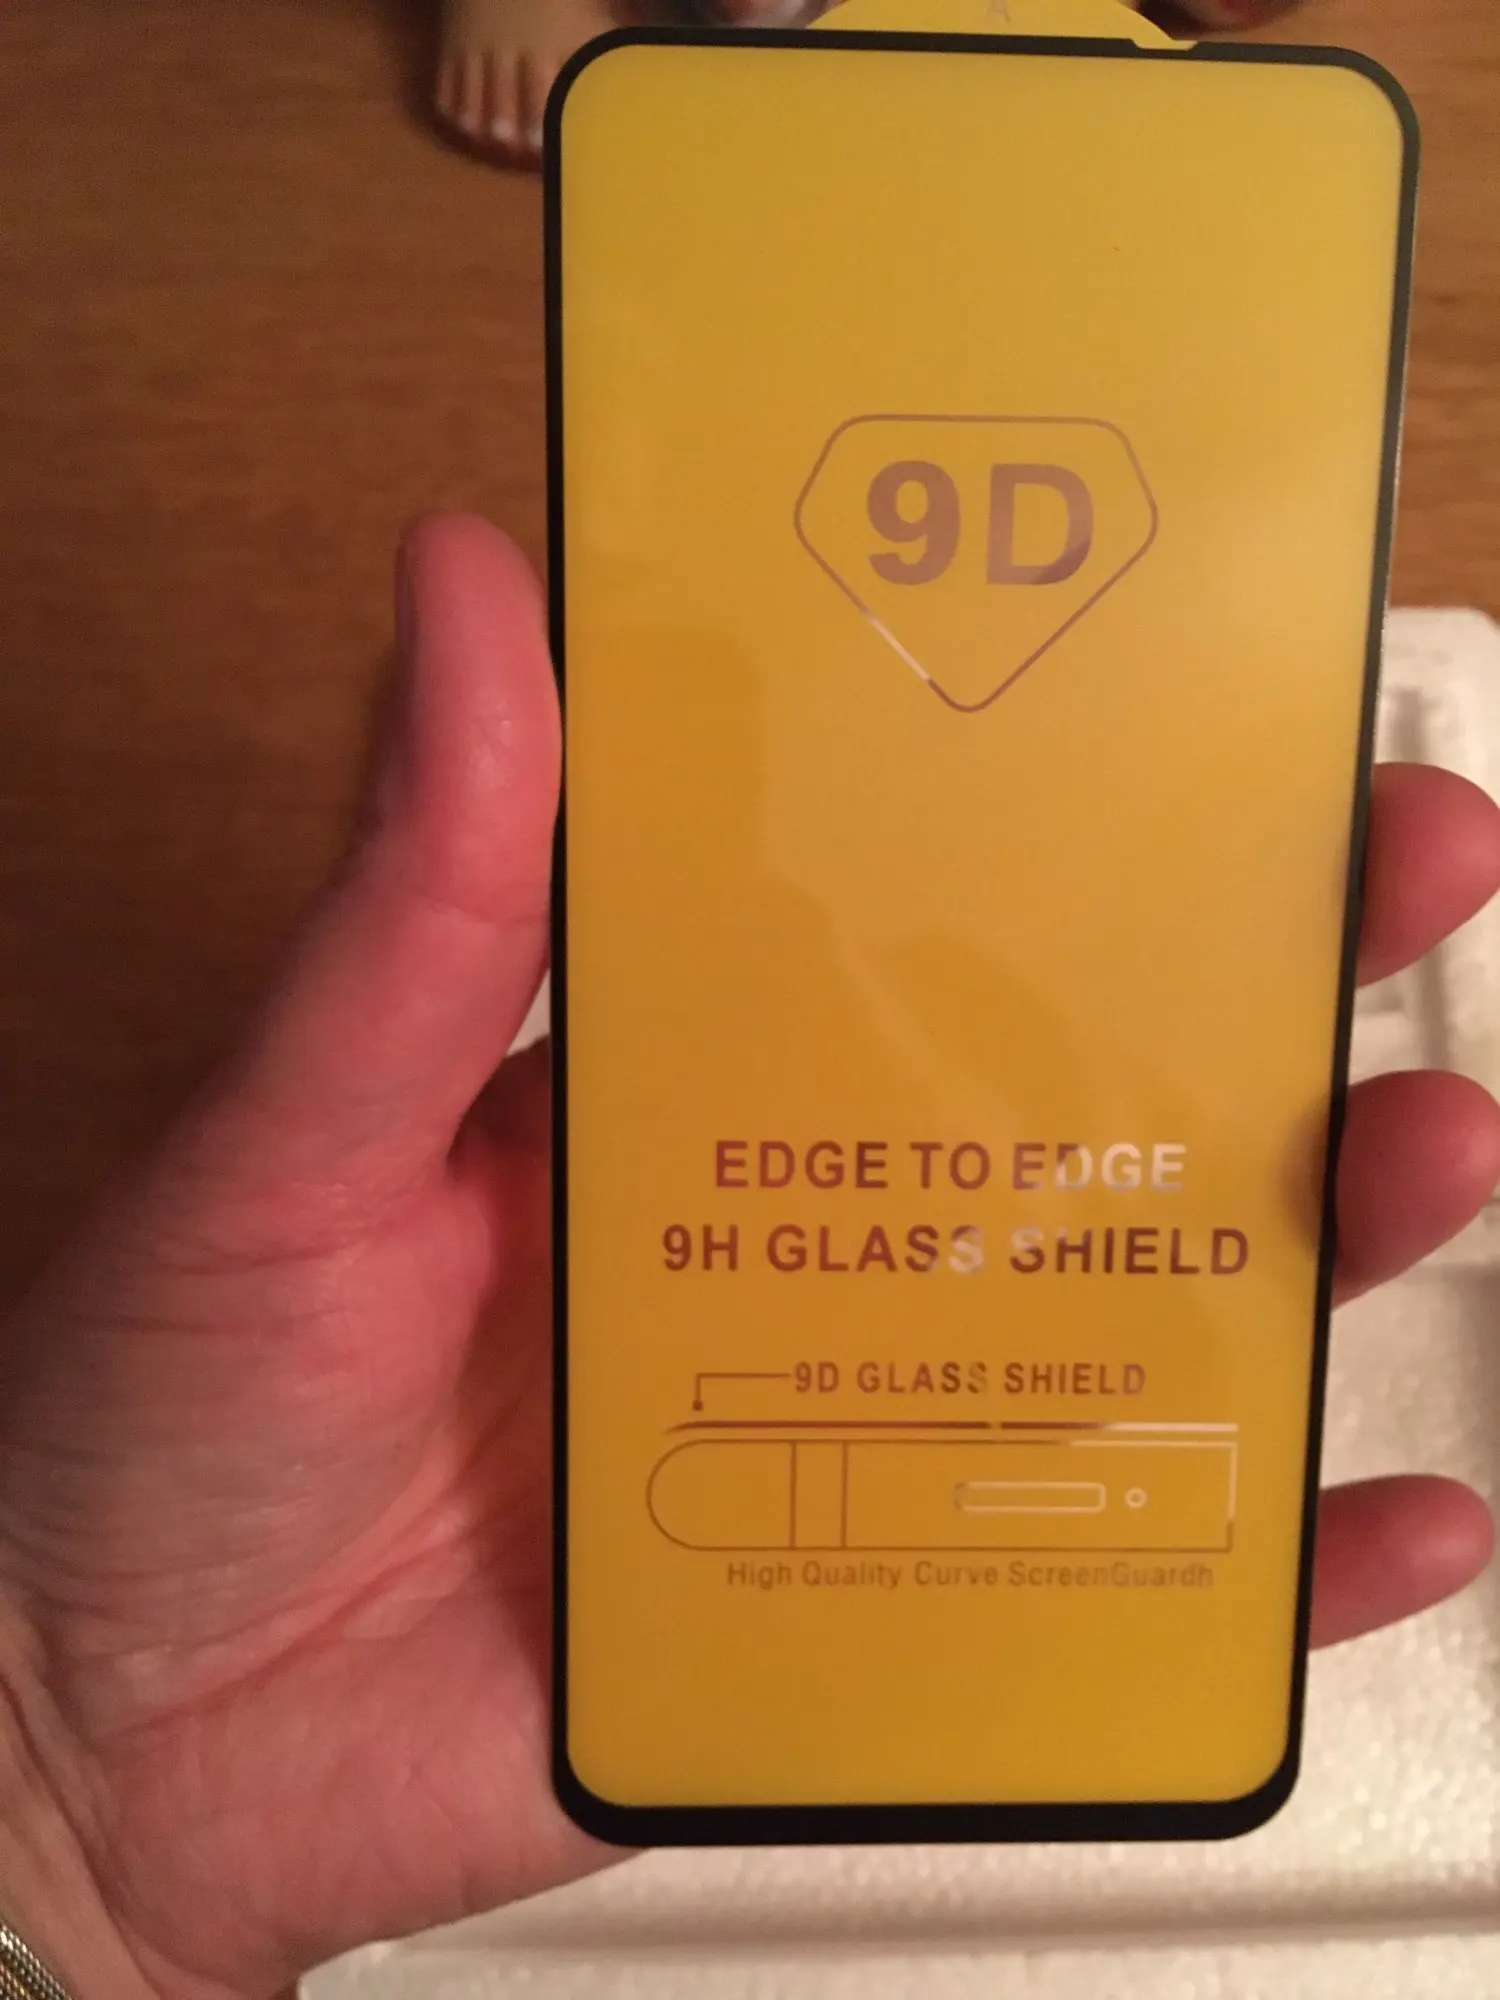 9D
EDGE TO EDGE
9H GLASS SHIELD
9D GLASS SHIELD
High Quality Curve ScreenGuardh